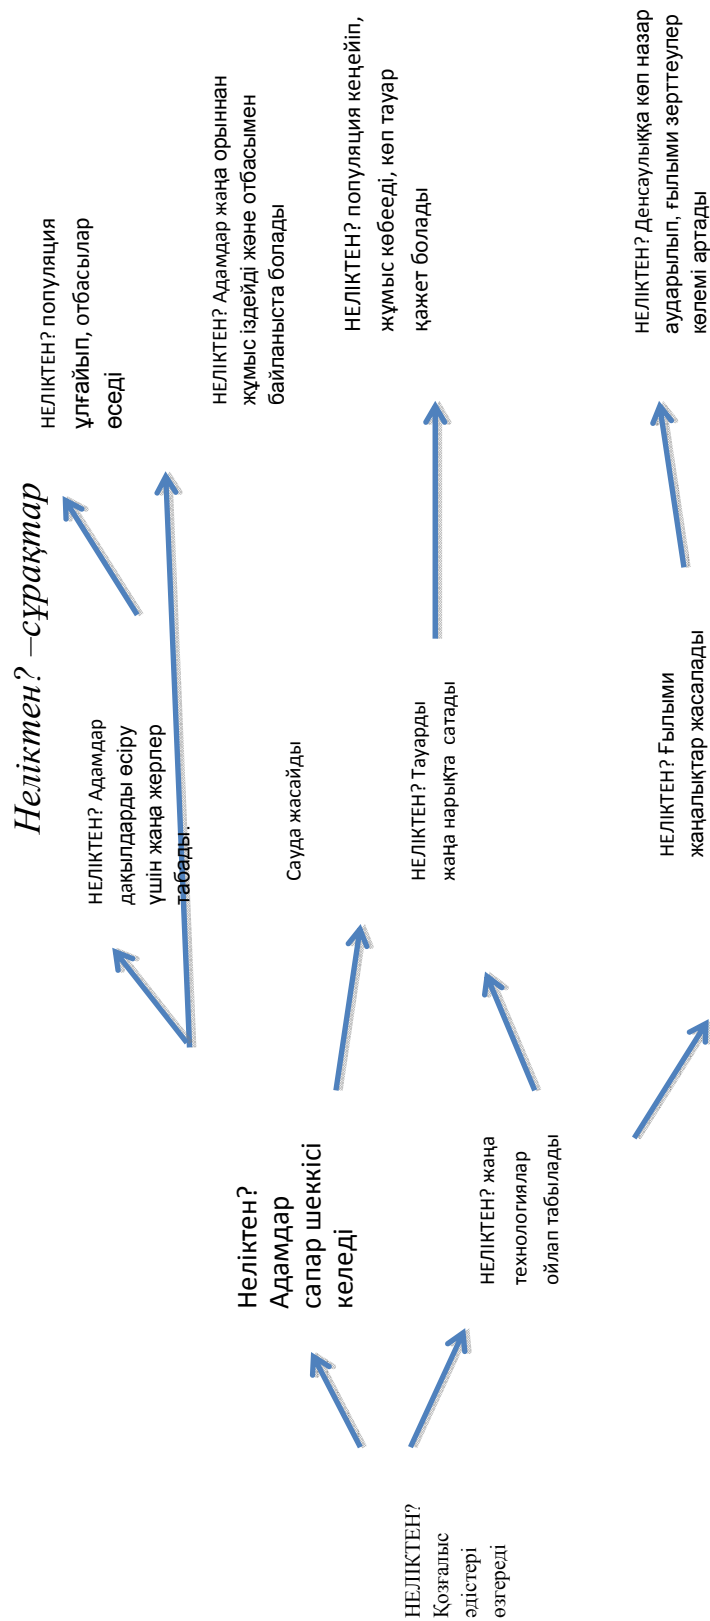 Неліктен? –сұрақтар
НЕЛІКТЕН?
Қозғалыс
әдістері
өзгереді
Неліктен?
Адамдар
сапар шеккісі
келеді
НЕЛІКТЕН? жаңа
технологиялар
ойлап табылады
НЕЛІКТЕН? Адамдар
дақылдарды өсіру
үшін жаңа жерлер
табады.
Сауда жасайды
НЕЛІКТЕН? Тауарды
жаңа нарықта сатады
НЕЛІКТЕН? Ғылыми
жаңалықтар жасалады
НЕЛІКТЕН? популяция
ұлғайып, отбасылар
өседі
НЕЛІКТЕН? Адамдар жаңа орыннан
жұмыс іздейді және отбасымен
байланыста болады
НЕЛІКТЕН? популяция кеңейіп,
жұмыс көбееді, көп тауар
қажет болады
НЕЛІКТЕН? Денсаулыққа көп назар
аударылып, ғылыми зерттеулер
көлемі артады